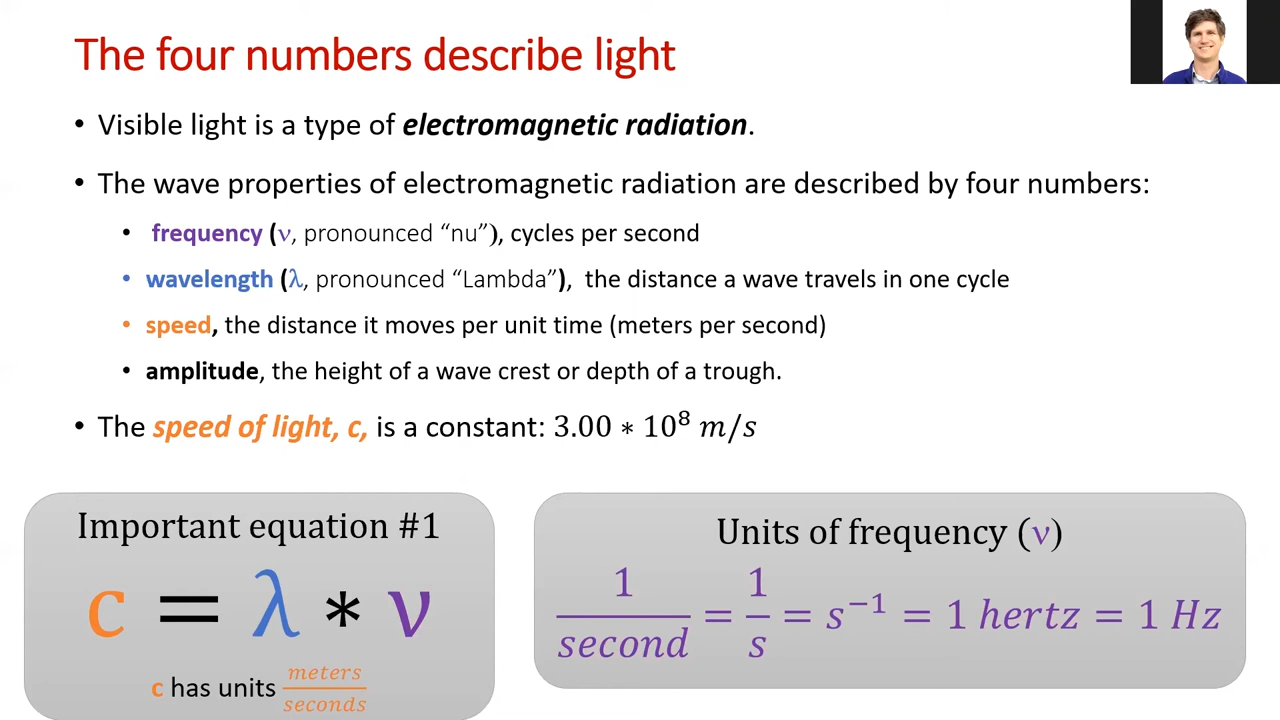 The four numbers describe light
• Visible light is a type of electromagnetic radiation.
• The wave properties of electromagnetic radiation are described by four numbers:
• frequency (ν, pronounced “nu”), cycles per second
• wavelength (λ, pronounced “Lambda”), the distance a wave travels in one cycle
• speed, the distance it moves per unit time (meters per second)
• amplitude, the height of a wave crest or depth of a trough.
• The speed of light, c, is a constant: 3.00 ∗ 10⁸ m/s
Important equation #1
c = λ ∗ ν
c has units meters/seconds
Units of frequency (ν)
1/second = 1/s = s⁻¹ = 1 hertz = 1 Hz